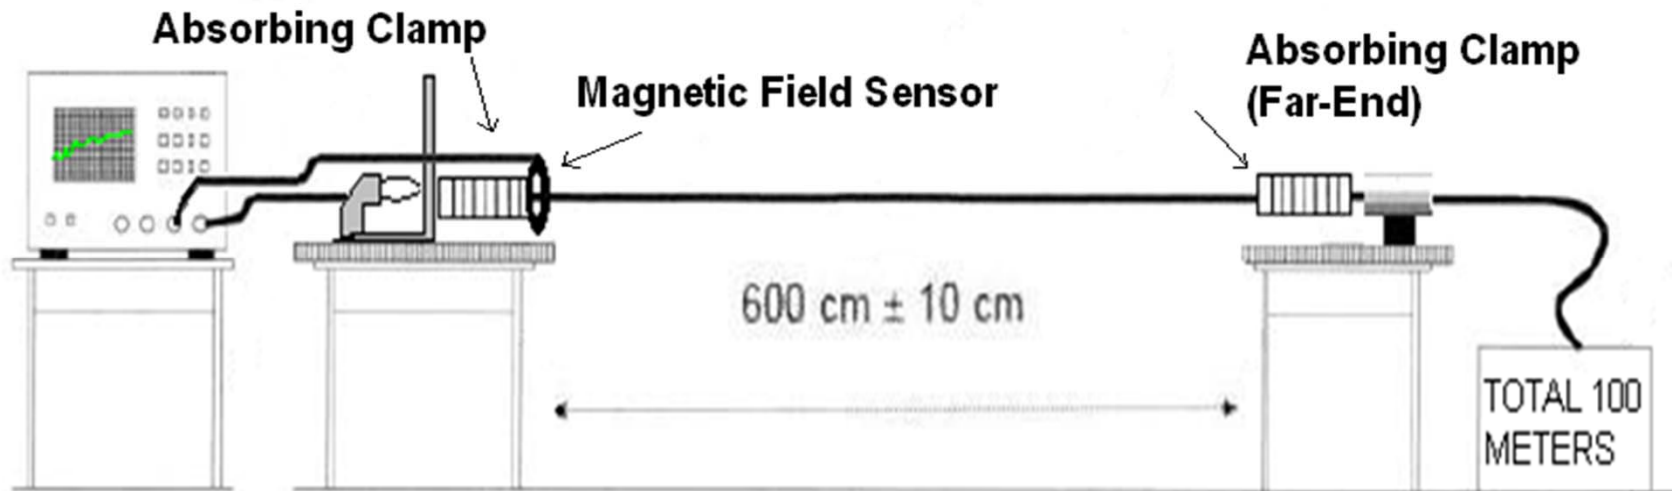 Absorbing Clamp
Magnetic Field Sensor
Absorbing Clamp
(Far-End)
600 cm ± 10 cm
TOTAL 100
METERS